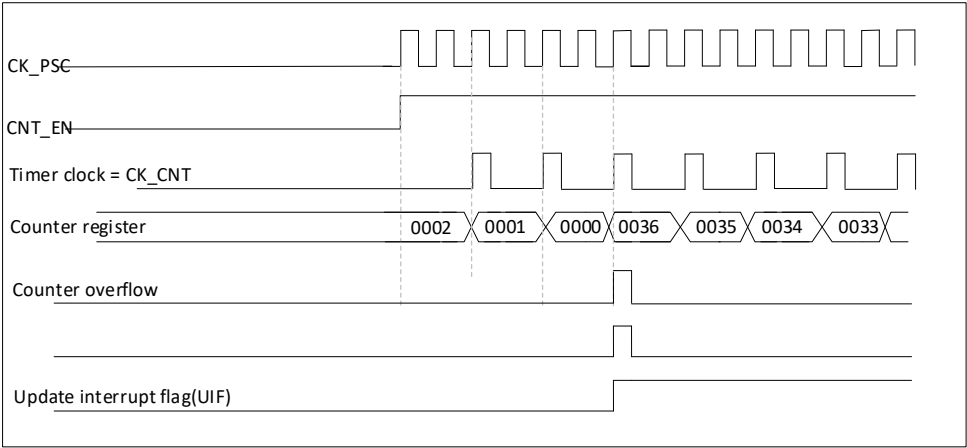 CK_PSC
CNT_EN
Timer clock = CK_CNT
Counter register 0002 0001 0000 0036 0035 0034 0033
Counter overflow
Update interrupt flag(UIF)